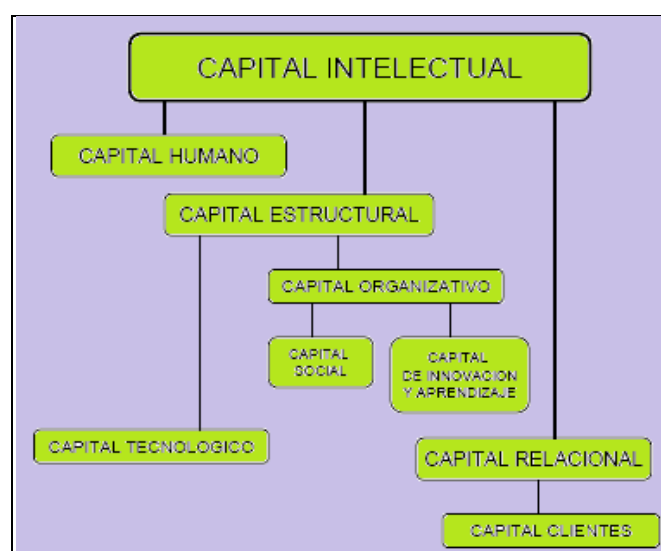 CAPITAL INTELECTUAL
CAPITAL HUMANO
CAPITAL ESTRUCTURAL
CAPITAL ORGANIZATIVO
CAPITAL
SOCIAL
CAPITAL
DE INNOVACION
Y APRENDIZAJE
CAPITAL TECNOLOGICO
CAPITAL RELACIONAL
CAPITAL CLIENTES